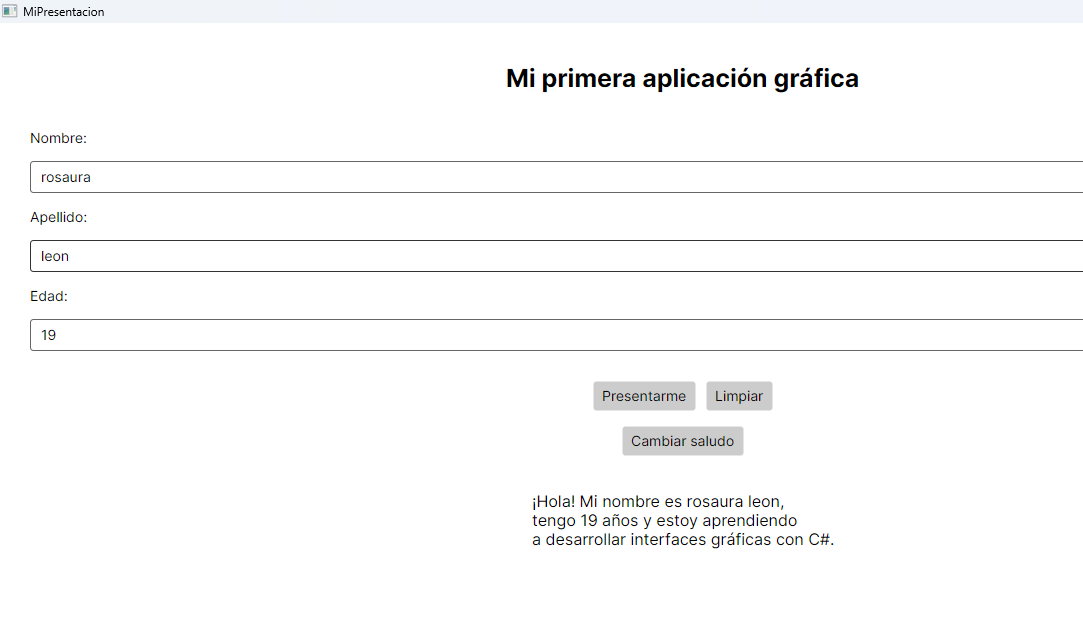 MiPresentacion
Mi primera aplicación gráfica
Nombre:
rosaura
Apellido:
leon
Edad:
19
Presentarme Limpiar
Cambiar saludo
¡Hola! Mi nombre es rosaura leon,
tengo 19 años y estoy aprendiendo
a desarrollar interfaces gráficas con C#.